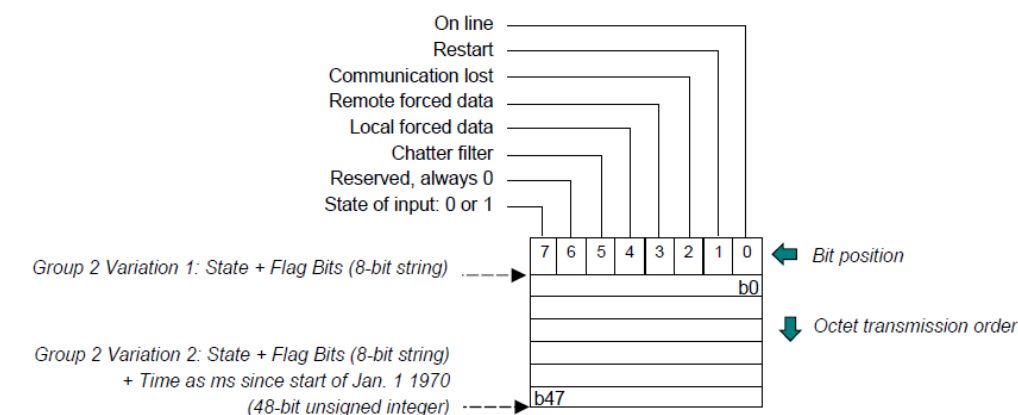 On line
Restart
Communication lost
Remote forced data
Local forced data
Chatter filter
Reserved, always 0
State of input: 0 or 1
7 6 5 4 3 2 1 0
Bit position
Group 2 Variation 1: State + Flag Bits (8-bit string)
b0
Octet transmission order
Group 2 Variation 2: State + Flag Bits (8-bit string)
+ Time as ms since start of Jan. 1 1970
(48-bit unsigned integer)
b47